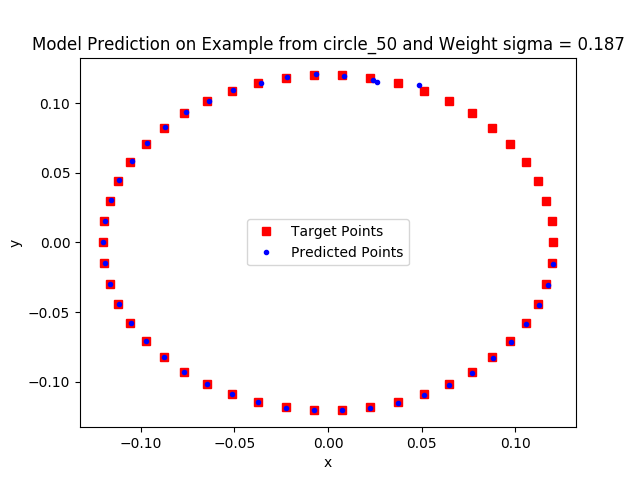 Model Prediction on Example from circle_50 and Weight sigma = 0.187
0.10
0.05
0.00
−0.05
−0.10
y
Target Points
Predicted Points
−0.10 −0.05 0.00 0.05 0.10
x